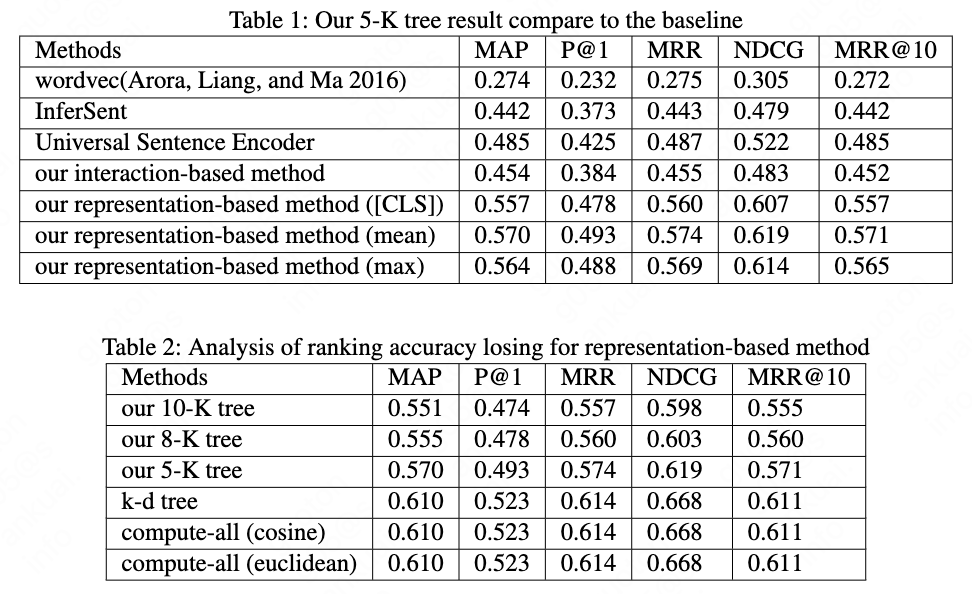 Table 1: Our 5-K tree result compare to the baseline
Methods MAP P@1 MRR NDCG MRR@10
wordvec(Arora, Liang, and Ma 2016) 0.274 0.232 0.275 0.305 0.272
InferSent 0.442 0.373 0.443 0.479 0.442
Universal Sentence Encoder 0.485 0.425 0.487 0.522 0.485
our interaction-based method 0.454 0.384 0.455 0.483 0.452
our representation-based method ([CLS]) 0.557 0.478 0.560 0.607 0.557
our representation-based method (mean) 0.570 0.493 0.574 0.619 0.571
our representation-based method (max) 0.564 0.488 0.569 0.614 0.565
Table 2: Analysis of ranking accuracy losing for representation-based method
Methods MAP P@1 MRR NDCG MRR@10
our 10-K tree 0.551 0.474 0.557 0.598 0.555
our 8-K tree 0.555 0.478 0.560 0.603 0.560
our 5-K tree 0.570 0.493 0.574 0.619 0.571
k-d tree 0.610 0.523 0.614 0.668 0.611
compute-all (cosine) 0.610 0.523 0.614 0.668 0.611
compute-all (euclidean) 0.610 0.523 0.614 0.668 0.611